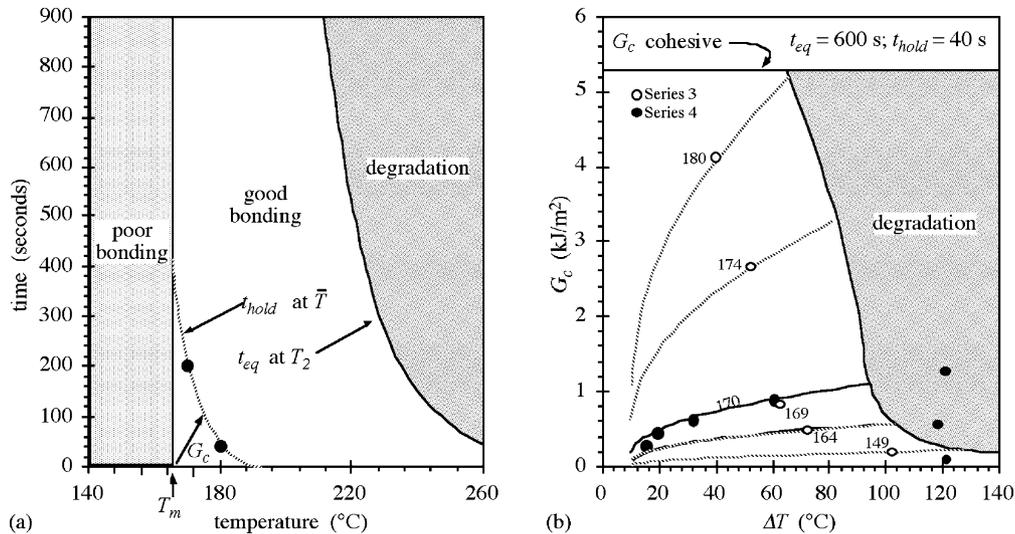 900
800
700
600
500
400
300
200
100
0
time (seconds)
poor
bonding
good
bonding
degradation
t_hold at T̄
t_eq at T_2
G_c
140
180
220
260
T_m
temperature (°C)
(a)
6
5
4
3
2
1
0
G_c (kJ/m²)
G_c cohesive
t_eq = 600 s; t_hold = 40 s
Series 3
Series 4
180
174
degradation
170
169
164
149
0
20
40
60
80
100
120
140
ΔT (°C)
(b)